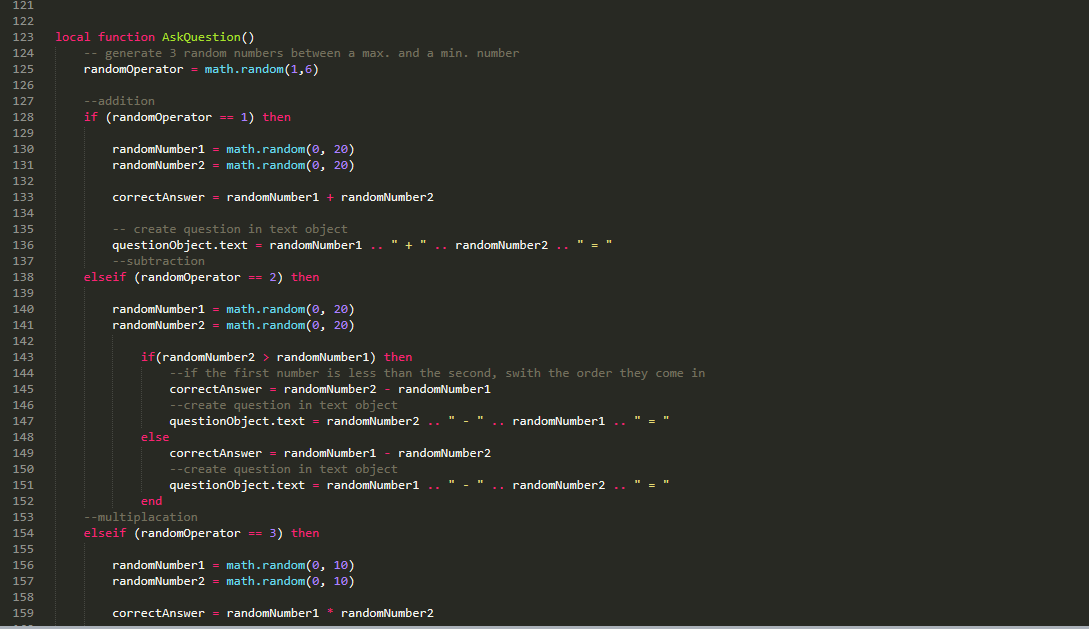 121
122
123 local function AskQuestion()
124 -- generate 3 random numbers between a max. and a min. number
125 randomOperator = math.random(1,6)
126
127 --addition
128 if (randomOperator == 1) then
129
130 randomNumber1 = math.random(0, 20)
131 randomNumber2 = math.random(0, 20)
132
133 correctAnswer = randomNumber1 + randomNumber2
134
135 -- create question in text object
136 questionObject.text = randomNumber1 .. " + " .. randomNumber2 .. " = "
137 --subtraction
138 elseif (randomOperator == 2) then
139
140 randomNumber1 = math.random(0, 20)
141 randomNumber2 = math.random(0, 20)
142
143 if(randomNumber2 > randomNumber1) then
144 --if the first number is less than the second, swith the order they come in
145 correctAnswer = randomNumber2 - randomNumber1
146 --create question in text object
147 questionObject.text = randomNumber2 .. " - " .. randomNumber1 .. " = "
148 else
149 correctAnswer = randomNumber1 - randomNumber2
150 --create question in text object
151 questionObject.text = randomNumber1 .. " - " .. randomNumber2 .. " = "
152 end
153 --multiplacation
154 elseif (randomOperator == 3) then
155
156 randomNumber1 = math.random(0, 10)
157 randomNumber2 = math.random(0, 10)
158
159 correctAnswer = randomNumber1 * randomNumber2